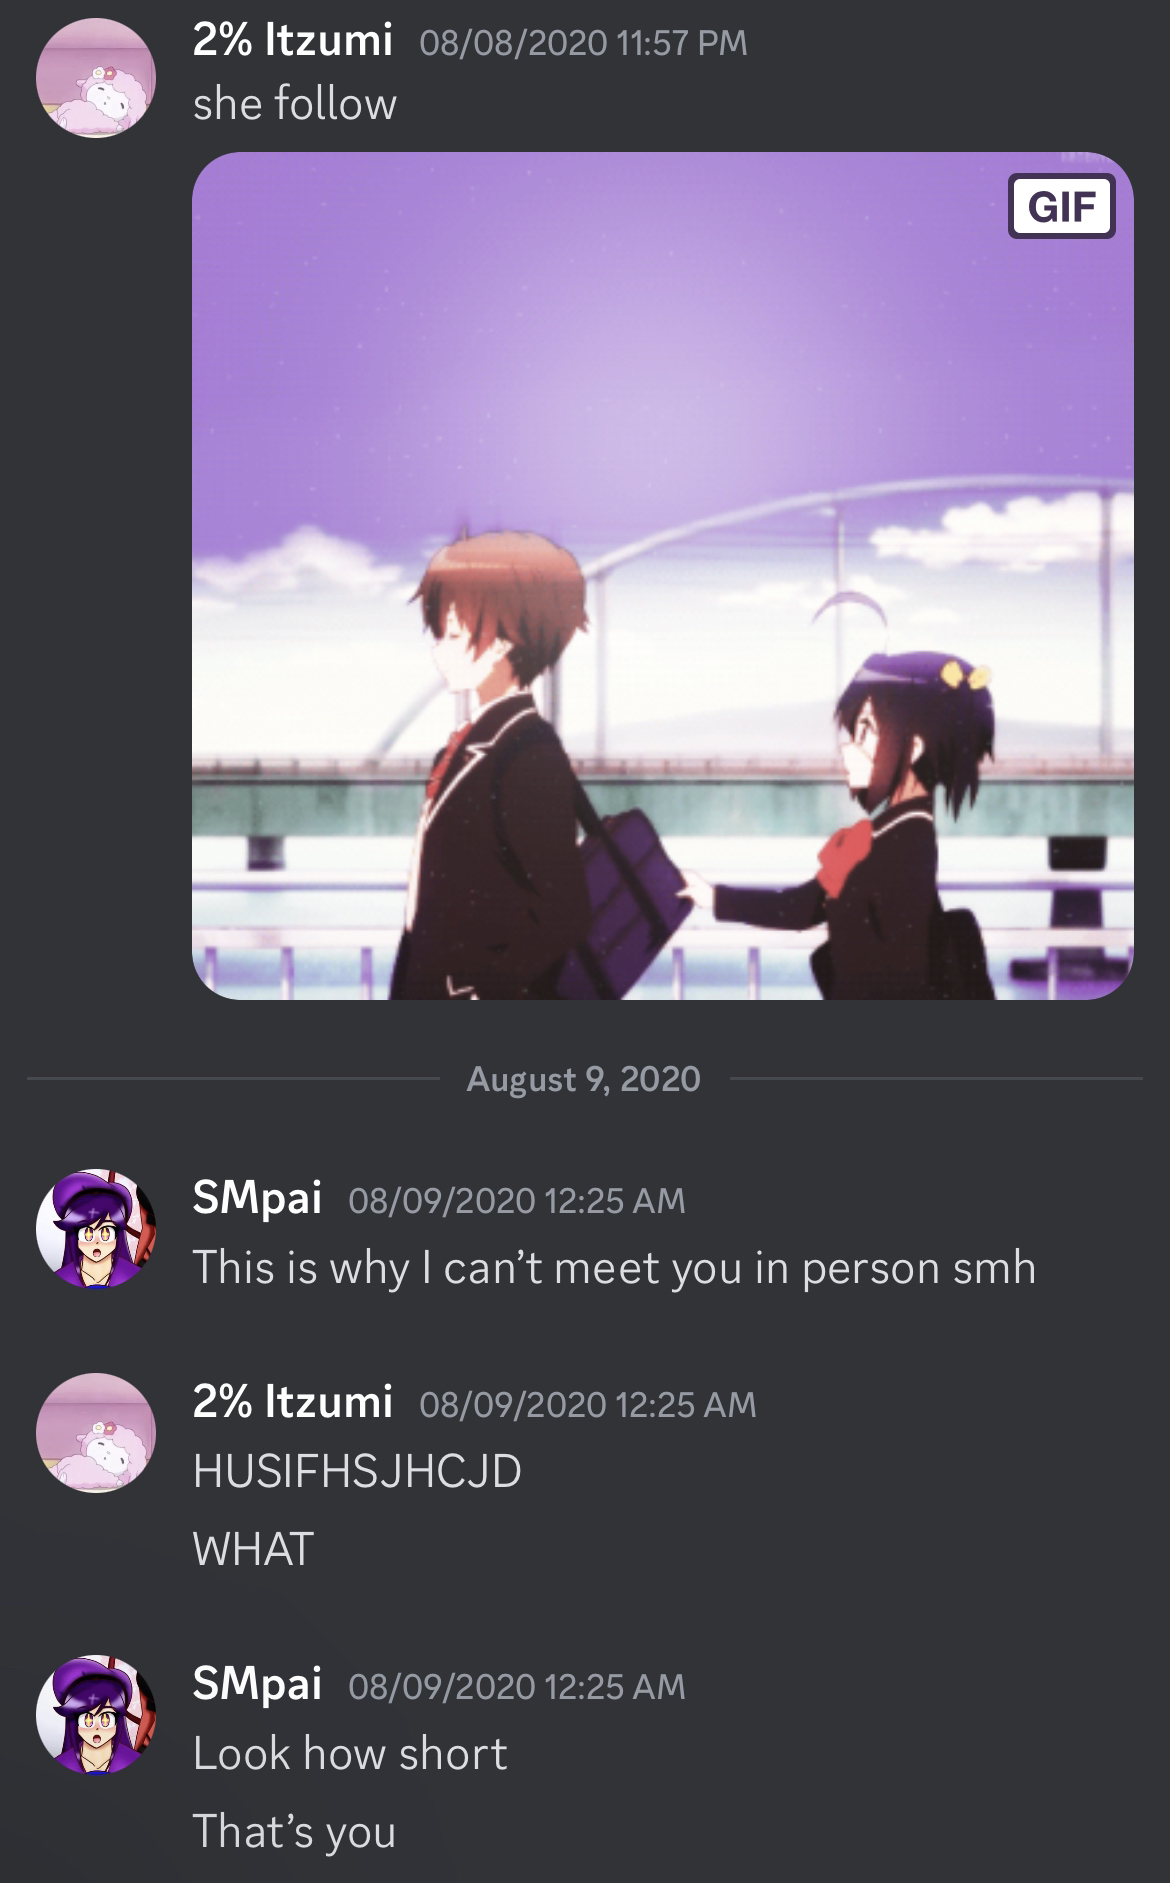 2% Itzumi 08/08/2020 11:57 PM
she follow
GIF
August 9, 2020
SMpai 08/09/2020 12:25 AM
This is why I can’t meet you in person smh
2% Itzumi 08/09/2020 12:25 AM
HUSIFHSJHCJD
WHAT
SMpai 08/09/2020 12:25 AM
Look how short
That’s you